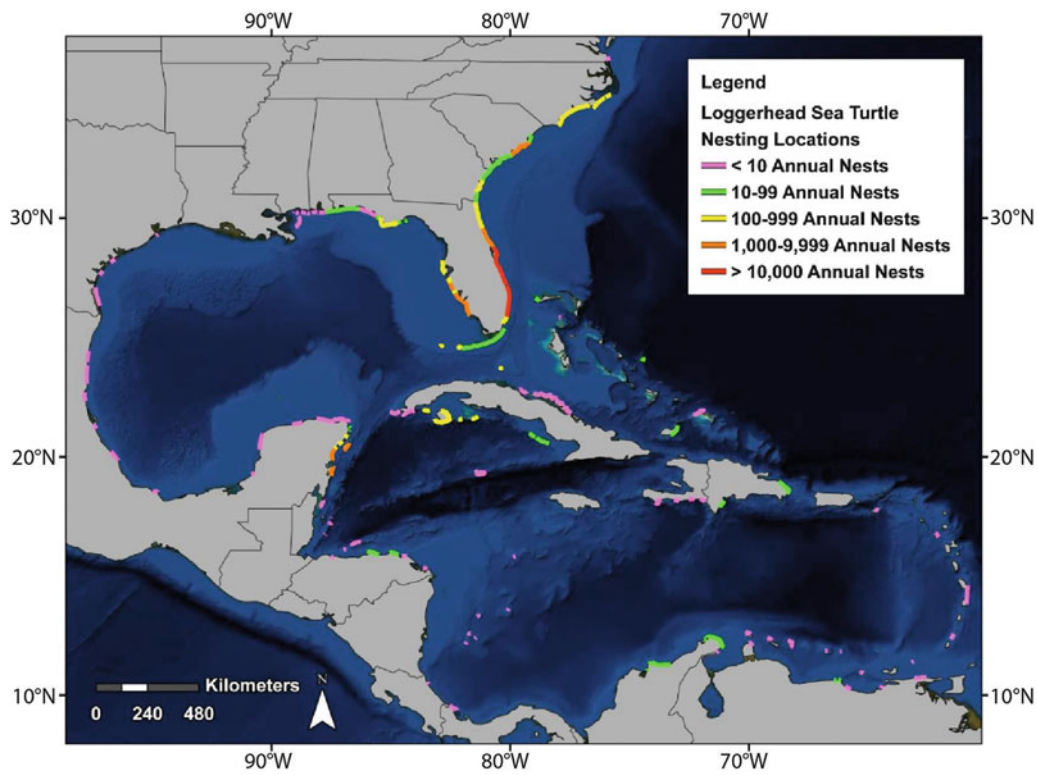 90°W 80°W 70°W
Legend
Loggerhead Sea Turtle
Nesting Locations
< 10 Annual Nests
10-99 Annual Nests
100-999 Annual Nests
1,000-9,999 Annual Nests
> 10,000 Annual Nests
30°N 30°N
20°N 20°N
10°N 10°N
Kilometers
0 240 480
N
90°W 80°W 70°W